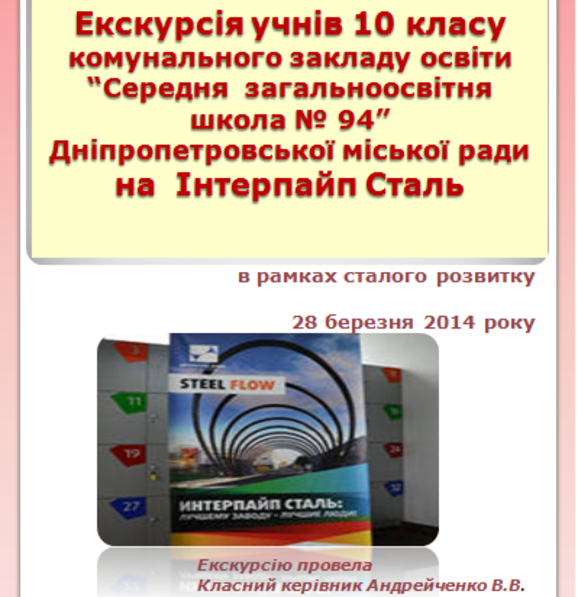 Екскурсія учнів 10 класу
комунального закладу освіти
“Середня загальноосвітня
школа № 94”
Дніпропетровської міської ради
на Інтерпайп Сталь
в рамках сталого розвитку
28 березня 2014 року
3
11
19
27
STEEL FLOW
ИНТЕРПАЙП СТАЛЬ:
ЛУЧШЕМУ ЗАВОДУ - ЛУЧШИЕ ЛЮДИ!
Екскурсію провела
Класний керівник Андрейченко В.В.